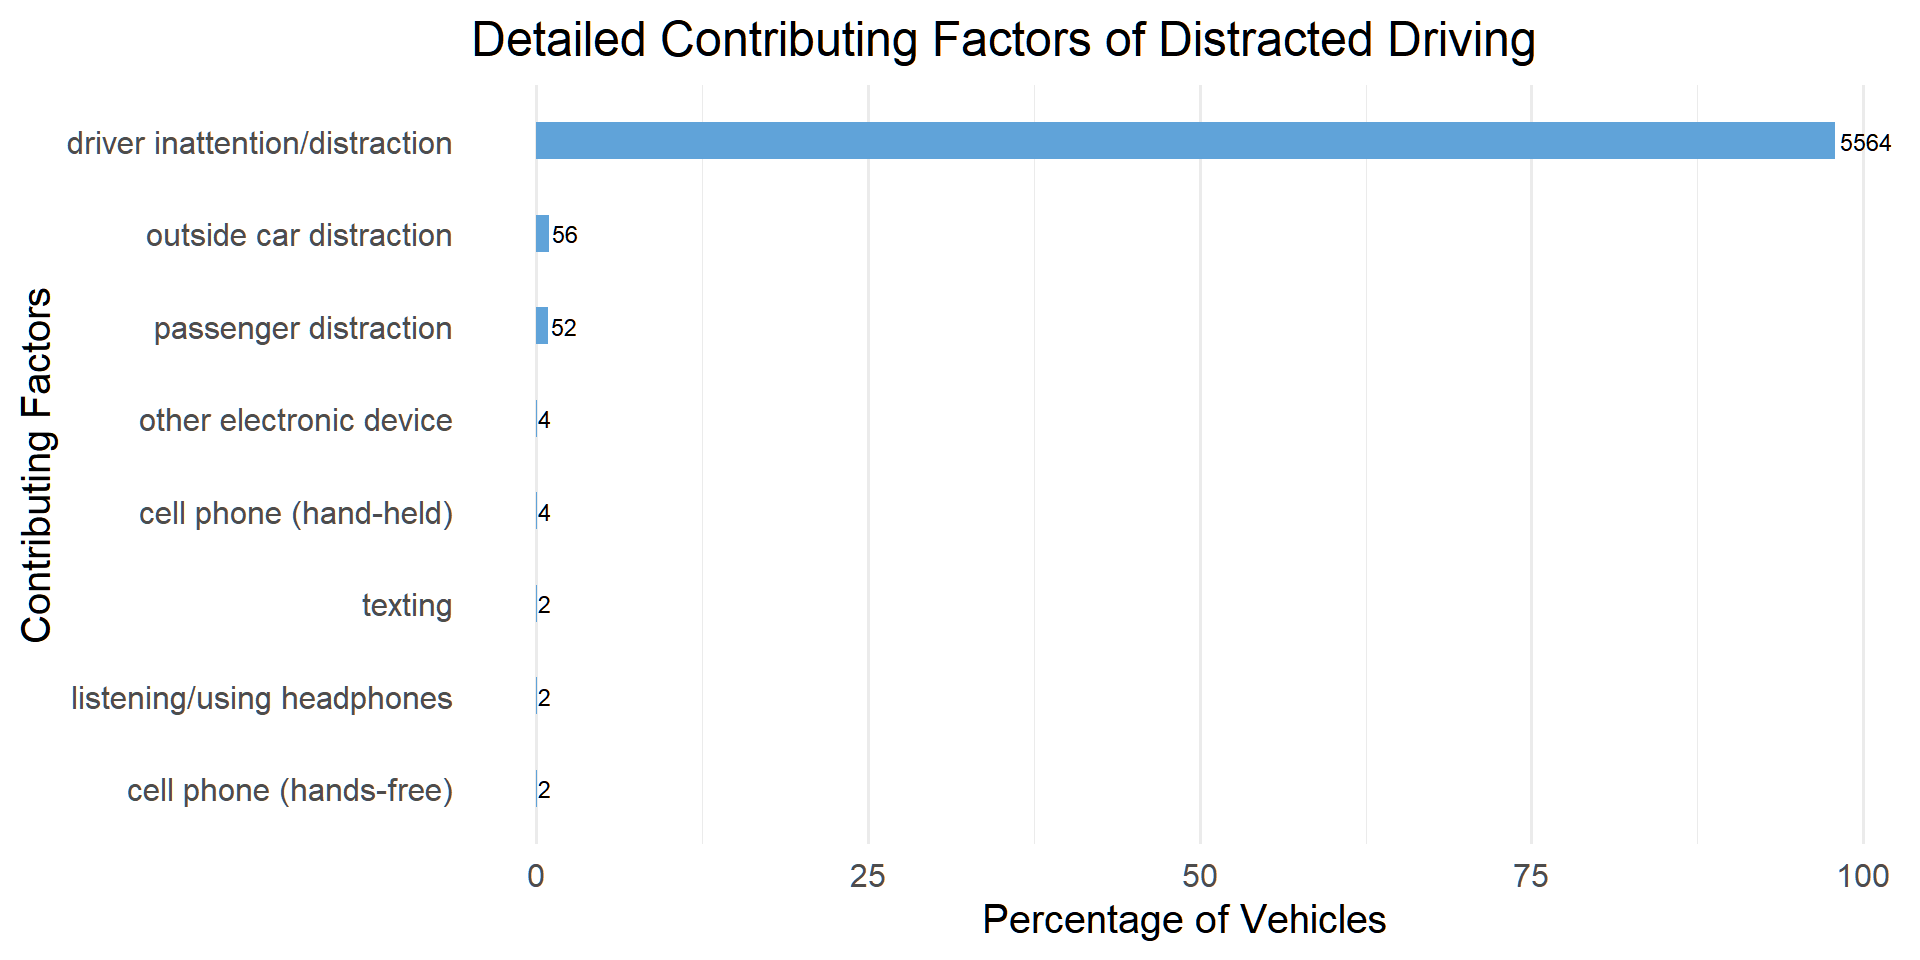 Detailed Contributing Factors of Distracted Driving
Contributing Factors
driver inattention/distraction 5564
outside car distraction 56
passenger distraction 52
other electronic device 4
cell phone (hand-held) 4
texting 2
listening/using headphones 2
cell phone (hands-free) 2
0 25 50 75 100
Percentage of Vehicles